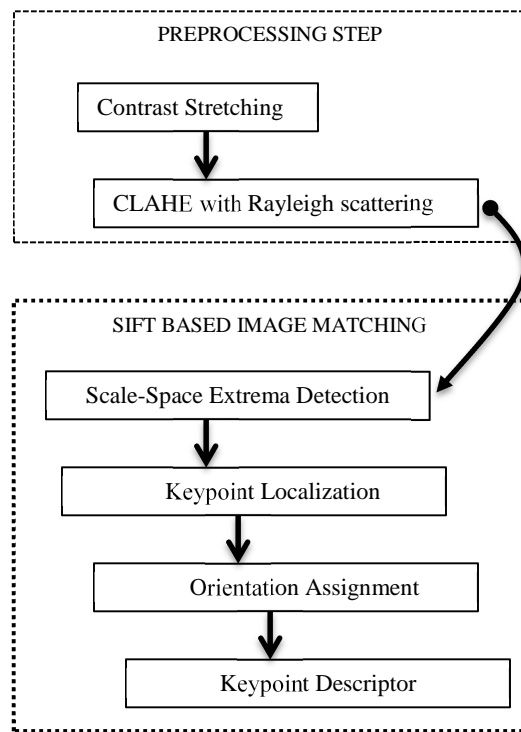 PREPROCESSING STEP
Contrast Stretching
CLAHE with Rayleigh scattering
SIFT BASED IMAGE MATCHING
Scale-Space Extrema Detection
Keypoint Localization
Orientation Assignment
Keypoint Descriptor